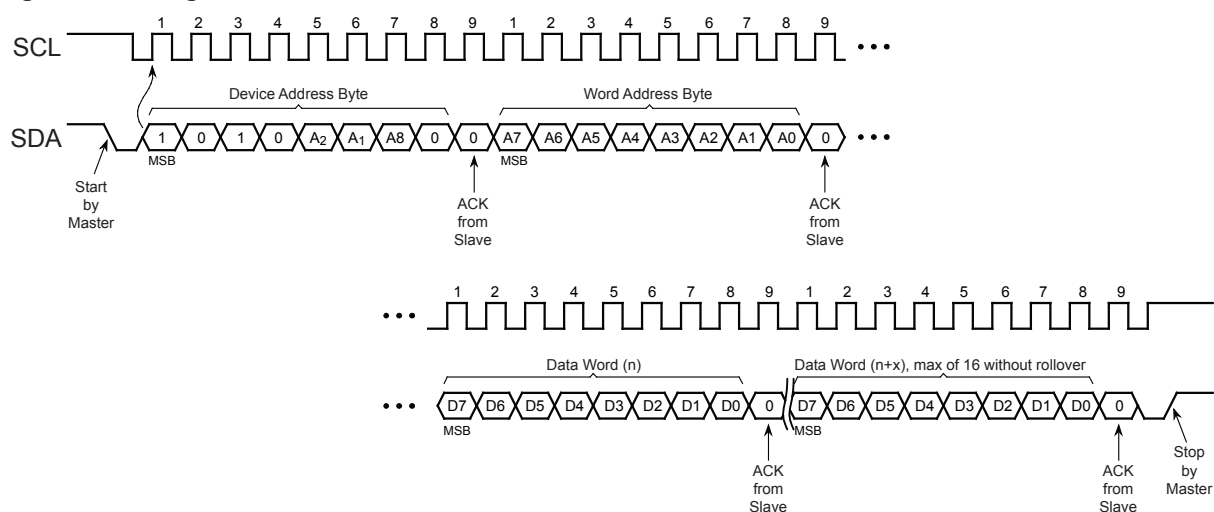 1 2 3 4 5 6 7 8 9 1 2 3 4 5 6 7 8 9
SCL
Device Address Byte Word Address Byte
SDA 1 0 1 0 A2 A1 A8 0 0 A7 A6 A5 A4 A3 A2 A1 A0 0
MSB MSB
Start by Master
ACK from Slave
ACK from Slave
1 2 3 4 5 6 7 8 9 1 2 3 4 5 6 7 8 9
Data Word (n) Data Word (n+x), max of 16 without rollover
D7 D6 D5 D4 D3 D2 D1 D0 0 D7 D6 D5 D4 D3 D2 D1 D0 0
MSB MSB
ACK from Slave
ACK from Slave
Stop by Master